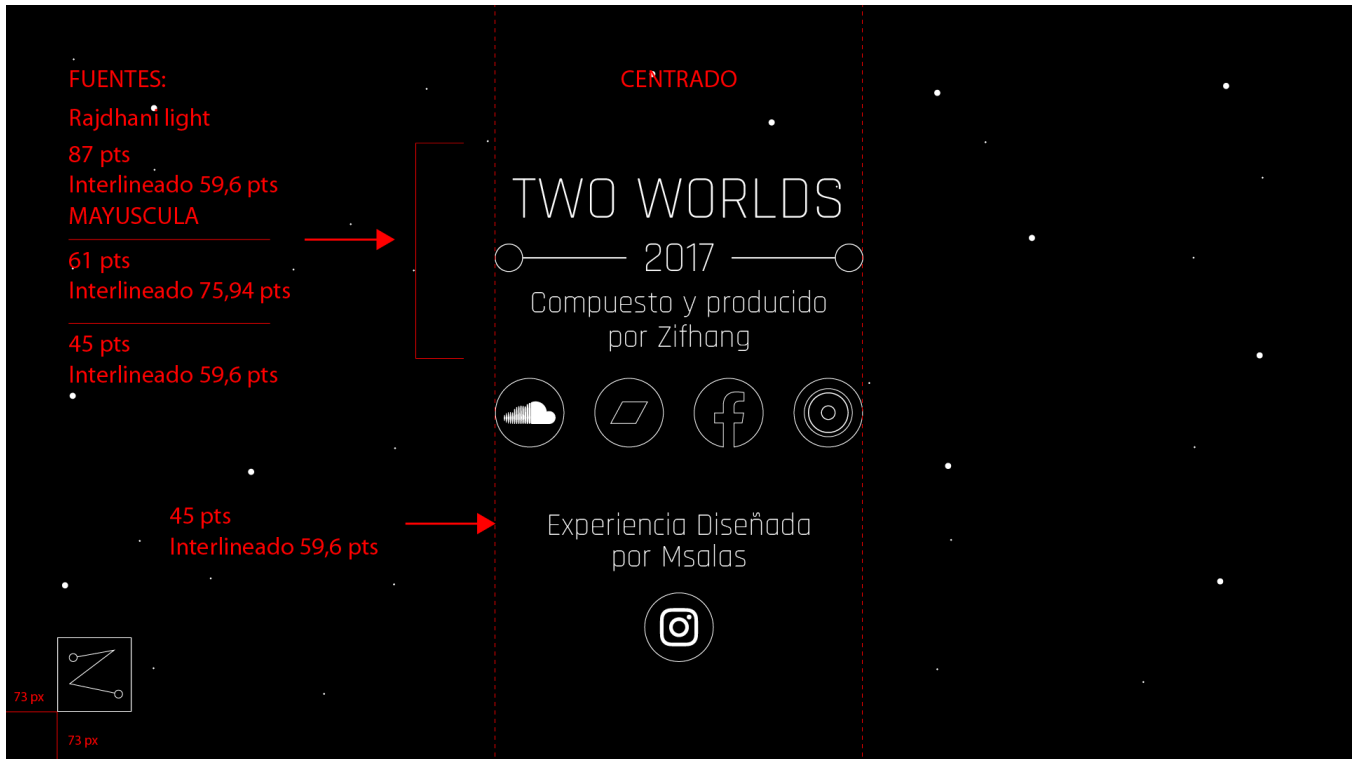 FUENTES:
Rajdhani light
87 pts
Interlineado 59,6 pts
MAYUSCULA
61 pts
Interlineado 75,94 pts
45 pts
Interlineado 59,6 pts
CENTRADO
TWO WORLDS
2017
Compuesto y producido
por Zifhang
45 pts
Interlineado 59,6 pts
Experiencia Diseñada
por Msalas
73 px
73 px